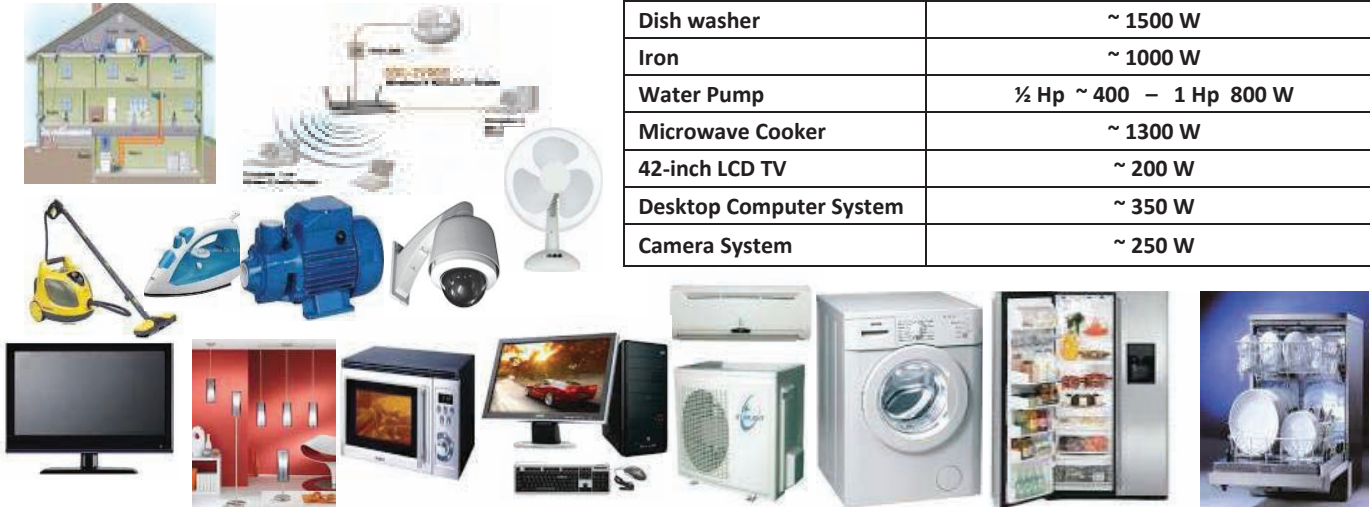 Dish washer ~ 1500 W
Iron ~ 1000 W
Water Pump ½ Hp ~ 400 – 1 Hp 800 W
Microwave Cooker ~ 1300 W
42-inch LCD TV ~ 200 W
Desktop Computer System ~ 350 W
Camera System ~ 250 W